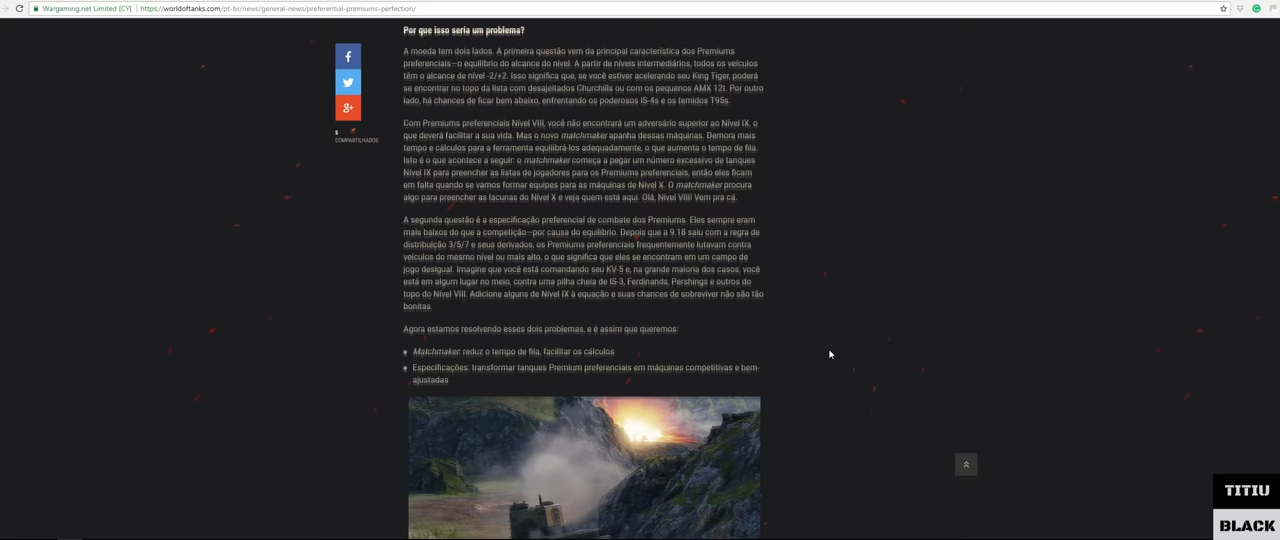 Wargaming.net Limited [CY] https://worldoftanks.com/pt-br/news/general-news/preferential-premiums-perfection/
Por que isso seria um problema?
A moeda tem dois lados. A primeira questão vem da principal característica dos Premiums
preferenciais—o equilíbrio do alcance do nível. A partir de níveis intermediários, todos os veículos
têm o alcance de nível -2/+2. Isso significa que, se você estiver acelerando seu King Tiger, poderá
se encontrar no topo da lista com desajeitados Churchills ou com os pequenos AMX 12t. Por outro
lado, há chances de ficar bem abaixo, enfrentando os poderosos IS-4s e os temidos T95s.
Com Premiums preferenciais Nível VIII, você não encontrará um adversário superior ao Nível IX, o
que deverá facilitar a sua vida. Mas o novo matchmaker apanha dessas máquinas. Demora mais
tempo e cálculos para a ferramenta equilibrá-los adequadamente, o que aumenta o tempo de fila.
Isto é o que acontece a seguir: o matchmaker começa a pegar um número excessivo de tanques
Nível IX para preencher as listas de jogadores para os Premiums preferenciais, então eles ficam
em falta quando se vamos formar equipes para as máquinas de Nível X. O matchmaker procura
algo para preencher as lacunas do Nível X e veja quem está aqui. Olá, Nível VIII! Vem pra cá.
A segunda questão é a especificação preferencial de combate dos Premiums. Eles sempre eram
mais baixos do que a competição—por causa do equilíbrio. Depois que a 9.18 saiu com a regra de
distribuição 3/5/7 e seus derivados, os Premiums preferenciais frequentemente lutavam contra
veículos do mesmo nível ou mais alto, o que significa que eles se encontram em um campo de
jogo desigual. Imagine que você está comandando seu KV-5 e, na grande maioria dos casos, você
está em algum lugar no meio, contra uma pilha cheia de IS-3, Ferdinands, Pershings e outros do
topo do Nível VIII. Adicione alguns de Nível IX à equação e suas chances de sobreviver não são tão
bonitas.
Agora estamos resolvendo esses dois problemas, e é assim que queremos:
Matchmaker: reduz o tempo de fila, facilitar os cálculos
Especificações: transformar tanques Premium preferenciais em máquinas competitivas e bem-
ajustadas
f
g+
5
COMPARTILHADOS
TITIU
BLACK